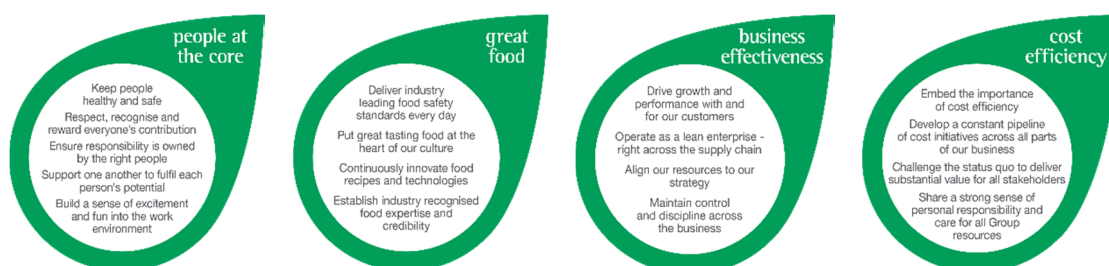 people at
the core
Keep people
healthy and safe
Respect, recognise and
reward everyone's contribution
Ensure responsibility is owned
by the right people
Support one another to fulfil each
person's potential
Build a sense of excitement
and fun into the work
environment
great
food
Deliver industry
leading food safety
standards every day
Put great tasting food at the
heart of our culture
Continuously innovate food
recipes and technologies
Establish industry recognised
food expertise and
credibility
business
effectiveness
Drive growth and
performance with and
for our customers
Operate as a lean enterprise -
right across the supply chain
Align our resources to our
strategy
Maintain control
and discipline across
the business
cost
efficiency
Embed the importance
of cost efficiency
Develop a constant pipeline
of cost initiatives across all parts
of our business
Challenge the status quo to deliver
substantial value for all stakeholders
Share a strong sense of
personal responsibility and
care for all Group
resources